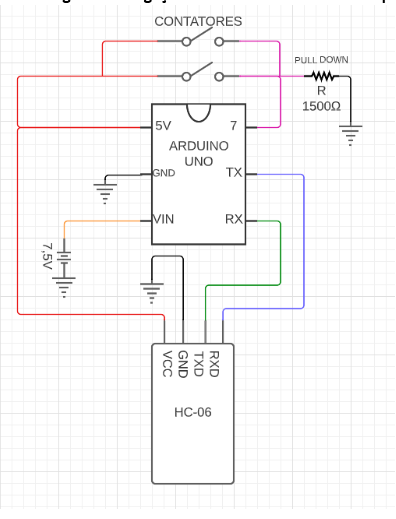 CONTATORES
PULL DOWN
R
1500Ω
5V
7
ARDUINO
UNO
GND
TX
VIN
RX
7,5V
VCC
GND
TXD
RXD
HC-06